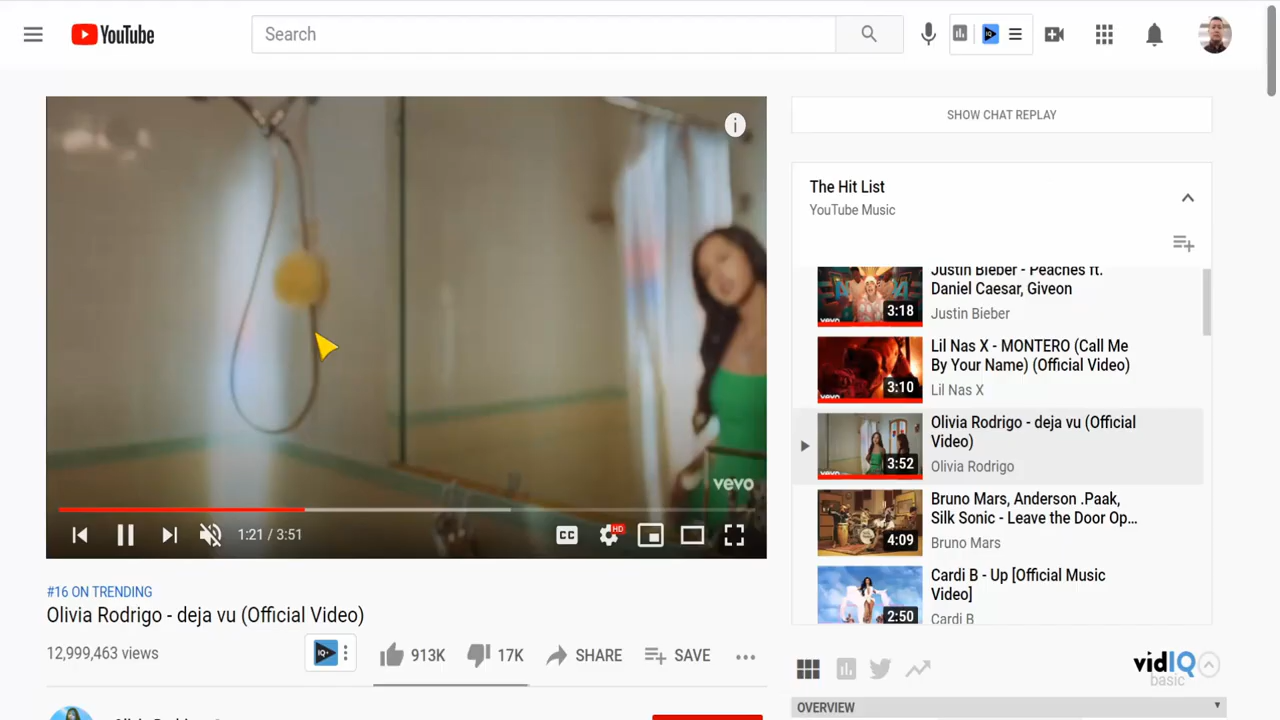 YouTube
Search
IQ
SHOW CHAT REPLAY
The Hit List
YouTube Music
Justin Bieber - Peaches ft.
Daniel Caesar, Giveon
Justin Bieber
vevo
3:18
Lil Nas X - MONTERO (Call Me
By Your Name) (Official Video)
Lil Nas X
3:10
Olivia Rodrigo - deja vu (Official
Video)
Olivia Rodrigo
3:52
Bruno Mars, Anderson .Paak,
Silk Sonic - Leave the Door Op...
Bruno Mars
4:09
Cardi B - Up [Official Music
Video]
Cardi B
2:50
vevo
1:21 / 3:51
CC
HD
#16 ON TRENDING
Olivia Rodrigo - deja vu (Official Video)
12,999,463 views
IQ
913K
17K
SHARE
SAVE
vidIQ
basic
OVERVIEW